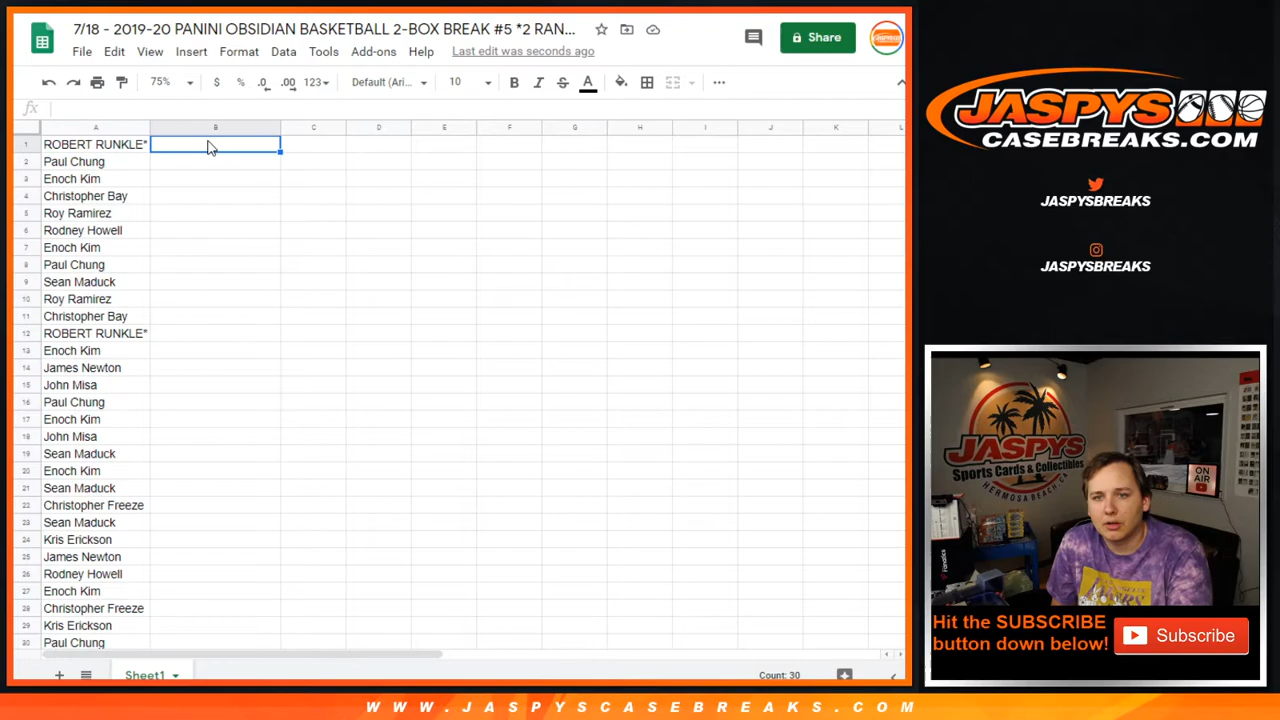 7/18 - 2019-20 PANINI OBSIDIAN BASKETBALL 2-BOX BREAK #5 *2 RAN...
File Edit View Insert Format Data Tools Add-ons Help Last edit was seconds ago
Share
75% $ % .0 .00 123 Default (Ari... 10 B I S A
fx
A B C D E F G H I J K L
1 ROBERT RUNKLE"
2 Paul Chung
3 Enoch Kim
4 Christopher Bay
5 Roy Ramirez
6 Rodney Howell
7 Enoch Kim
8 Paul Chung
9 Sean Maduck
10 Roy Ramirez
11 Christopher Bay
12 ROBERT RUNKLE"
13 Enoch Kim
14 James Newton
15 John Misa
16 Paul Chung
17 Enoch Kim
18 John Misa
19 Sean Maduck
20 Enoch Kim
21 Sean Maduck
22 Christopher Freeze
23 Sean Maduck
24 Kris Erickson
25 James Newton
26 Rodney Howell
27 Enoch Kim
28 Christopher Freeze
29 Kris Erickson
30 Paul Chung
Sheet1
Count: 30
JASPYS
CASEBREAKS.COM
JASPYSBREAKS
JASPYSBREAKS
JASPYS
Sports Cards & Collectibles
HERMOSA BEACH, CA
ON
AIR
Fanatics
Hit the SUBSCRIBE
button down below!
Subscribe
WWW.JASPYSCASEBREAKS.COM